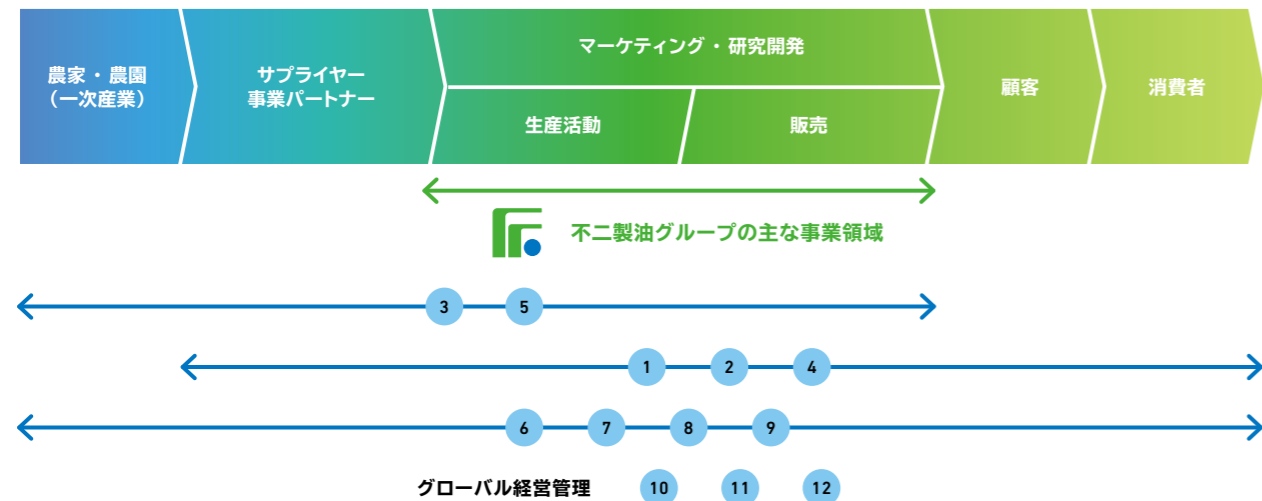 農家・農園
（一次産業）
サプライヤー
事業パートナー
マーケティング・研究開発
生産活動
販売
顧客
消費者
不二製油グループの主な事業領域
3 5
1 2 4
6 7 8 9
グローバル経営管理 10 11 12